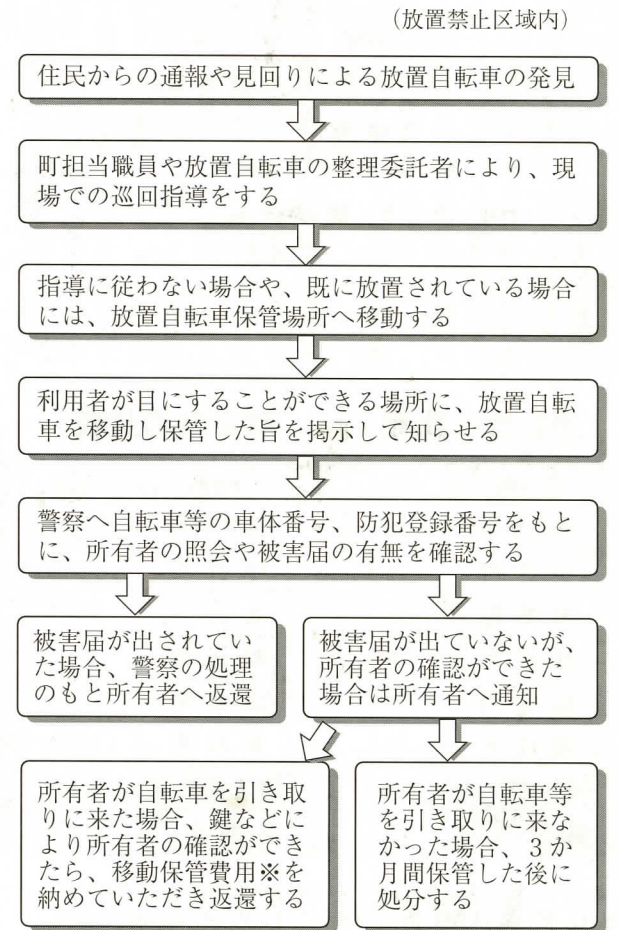 (放置禁止区域内)
住民からの通報や見回りによる放置自転車の発見
町担当職員や放置自転車の整理委託者により、現
場での巡回指導をする
指導に従わない場合や、既に放置されている場合
には、放置自転車保管場所へ移動する
利用者が目にすることができる場所に、放置自転
車を移動し保管した旨を掲示して知らせる
警察へ自転車等の車体番号、防犯登録番号をもと
に、所有者の照会や被害届の有無を確認する
被害届が出されてい
た場合、警察の処理
のもと所有者へ返還
被害届が出ていないが、
所有者の確認ができた
場合は所有者へ通知
所有者が自転車を引き取
りに来た場合、鍵などに
より所有者の確認ができ
たら、移動保管費用※を
納めていただき返還する
所有者が自転車等
を引き取りに来な
かった場合、3か
月間保管した後に
処分する